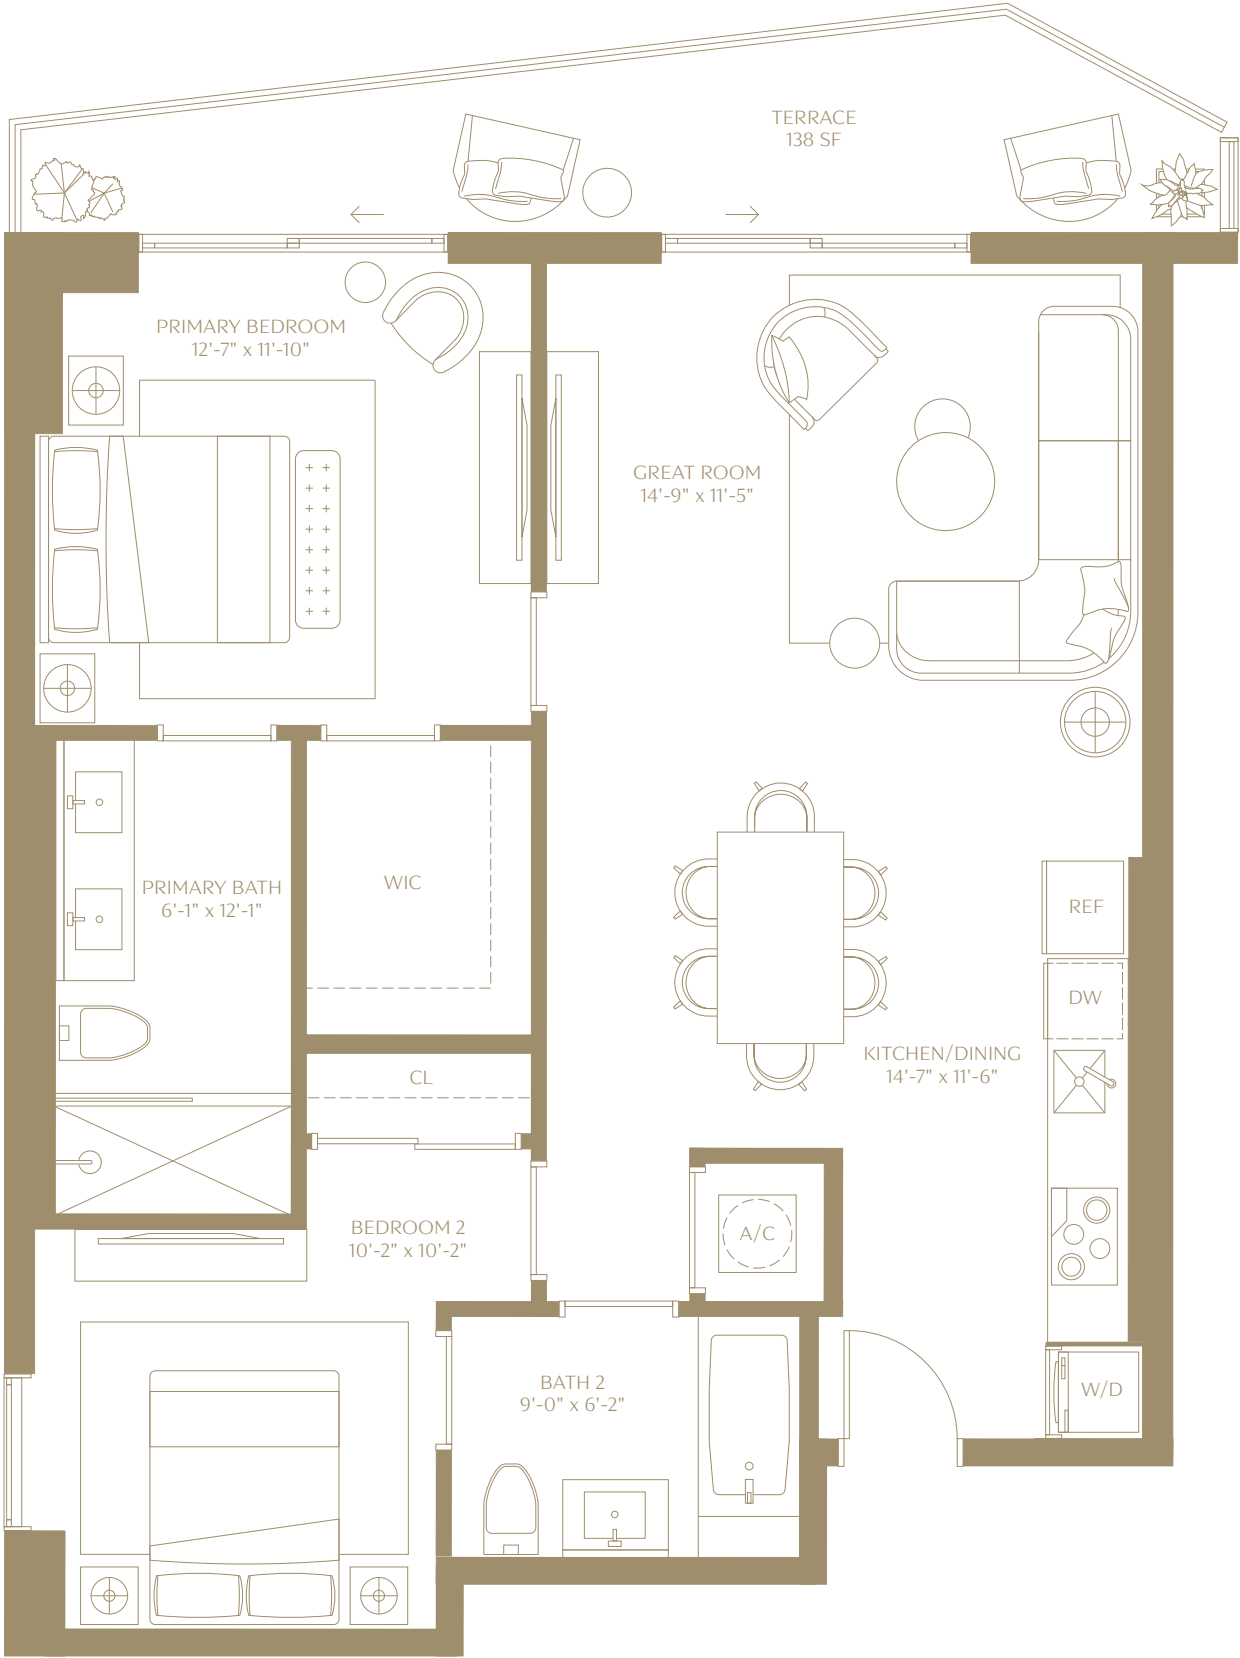 TERRACE
138 SF
PRIMARY BEDROOM
12'-7" x 11'-10"
GREAT ROOM
14'-9" x 11'-5"
PRIMARY BATH
6'-1" x 12'-1"
WIC
REF
DW
KITCHEN/DINING
14'-7" x 11'-6"
CL
BEDROOM 2
10'-2" x 10'-2"
A/C
BATH 2
9'-0" x 6'-2"
W/D